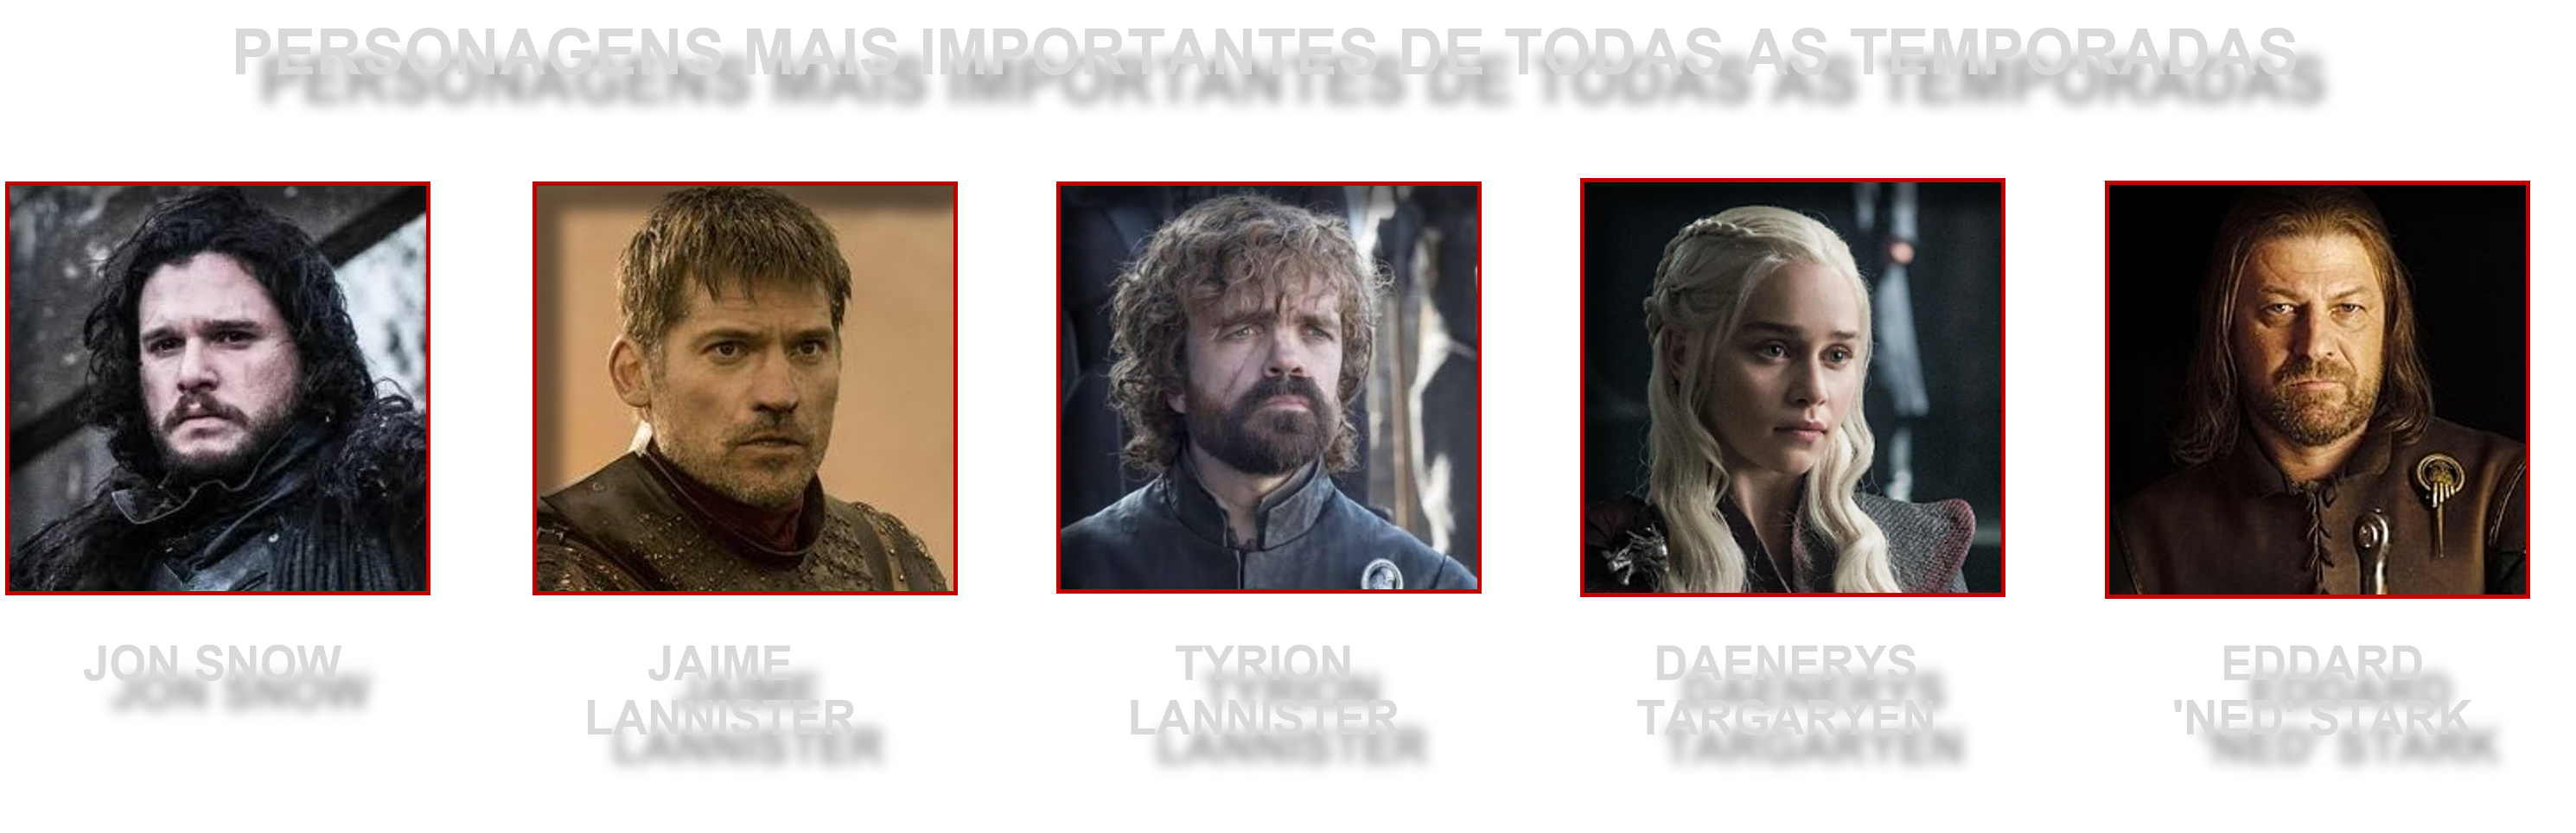 PERSONAGENS MAIS IMPORTANTES DE TODAS AS TEMPORADAS
JON SNOW
JAIME
LANNISTER
TYRION
LANNISTER
DAENERYS
TARGARYEN
EDDARD
'NED' STARK